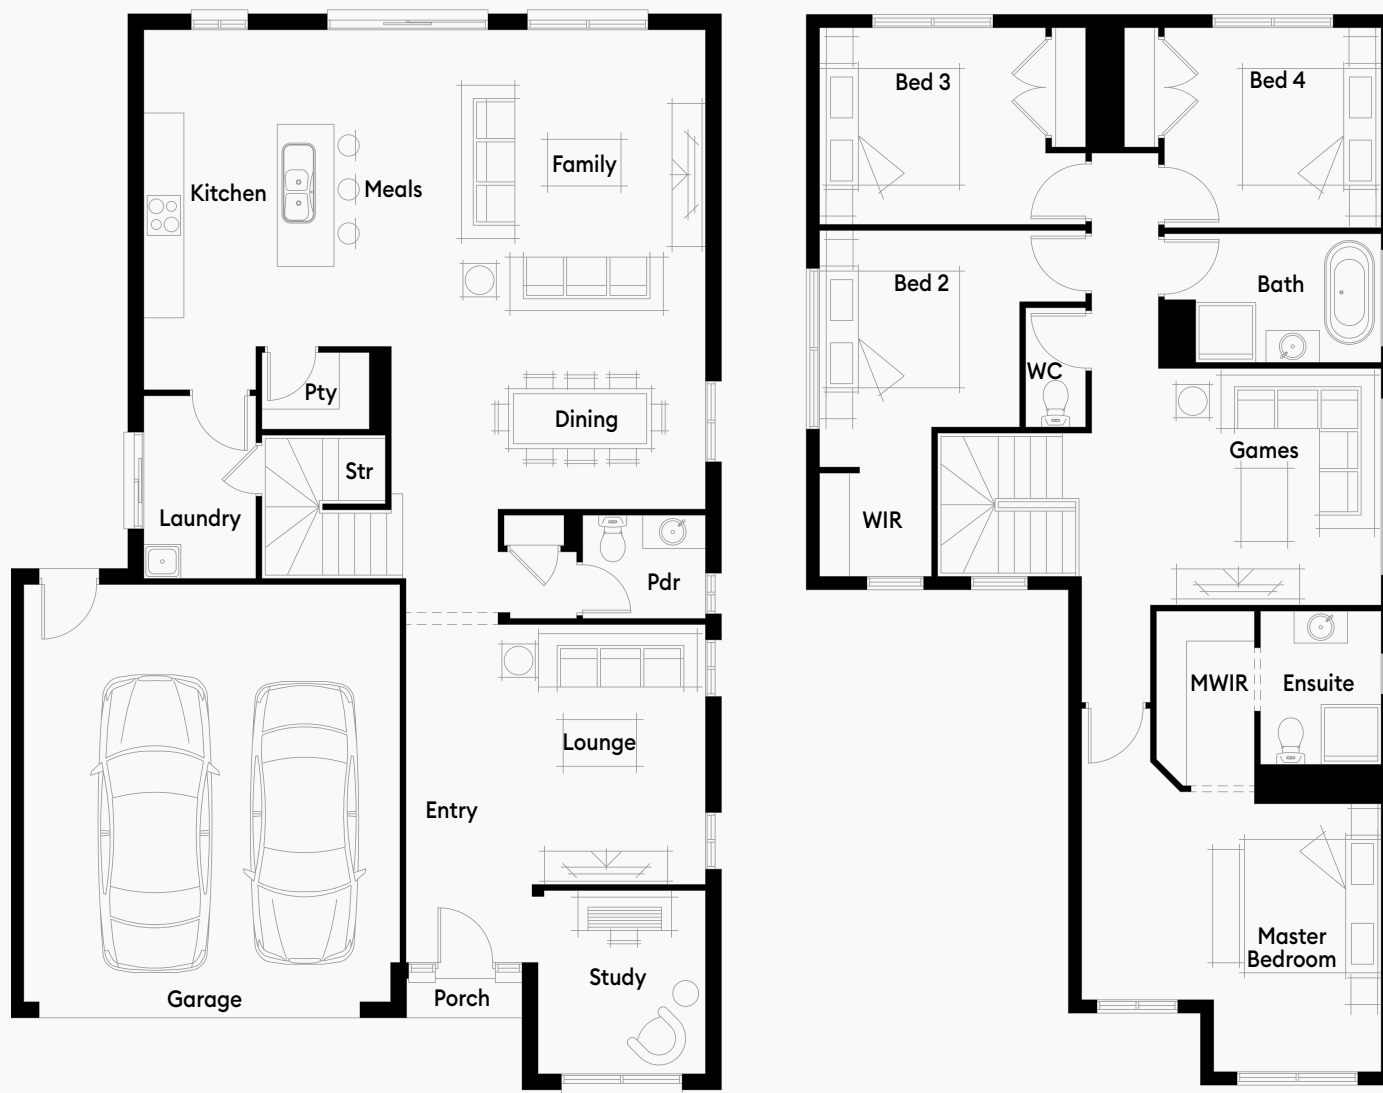 Kitchen
Meals
Family
Pty
Dining
Str
Laundry
Pdr
Lounge
Entry
Garage
Porch
Study
Bed 3
Bed 4
Bed 2
Bath
WC
Games
WIR
MWIR
Ensuite
Master
Bedroom